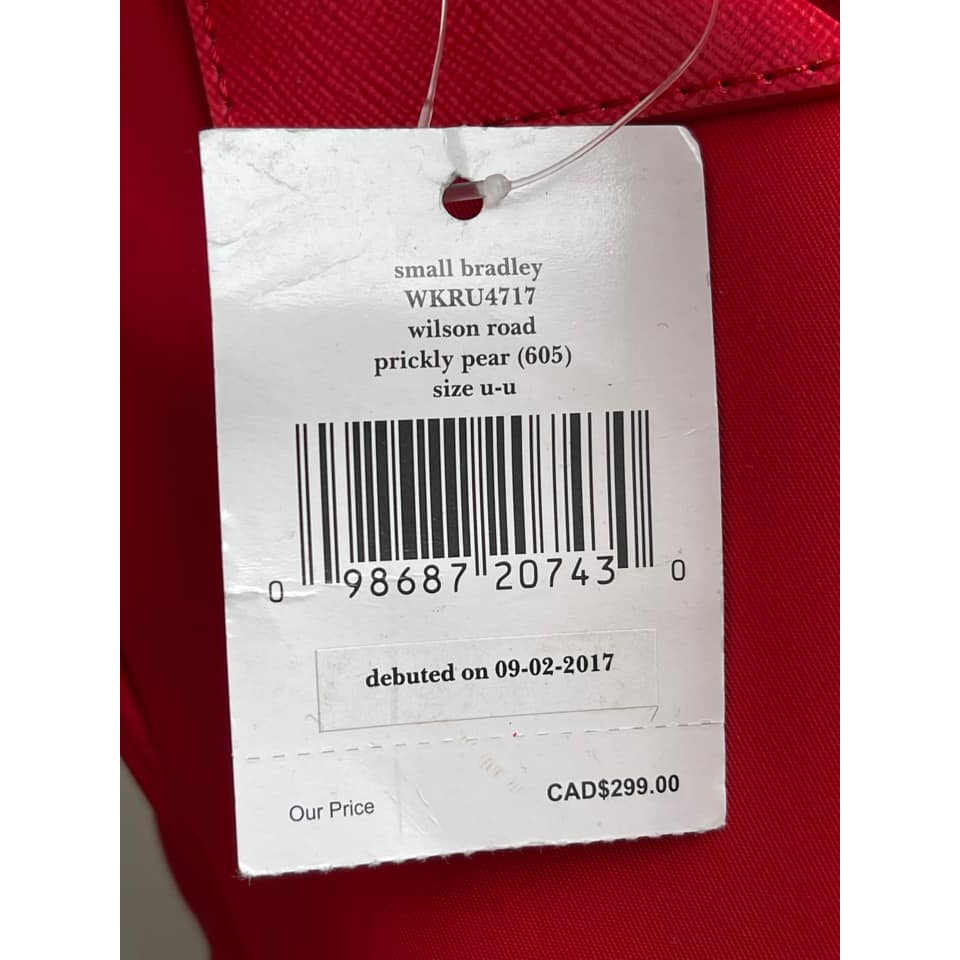 small bradley
WKRU4717
wilson road
prickly pear (605)
size u-u
0 98687 20743 0
debuted on 09-02-2017
Our Price CAD$299.00